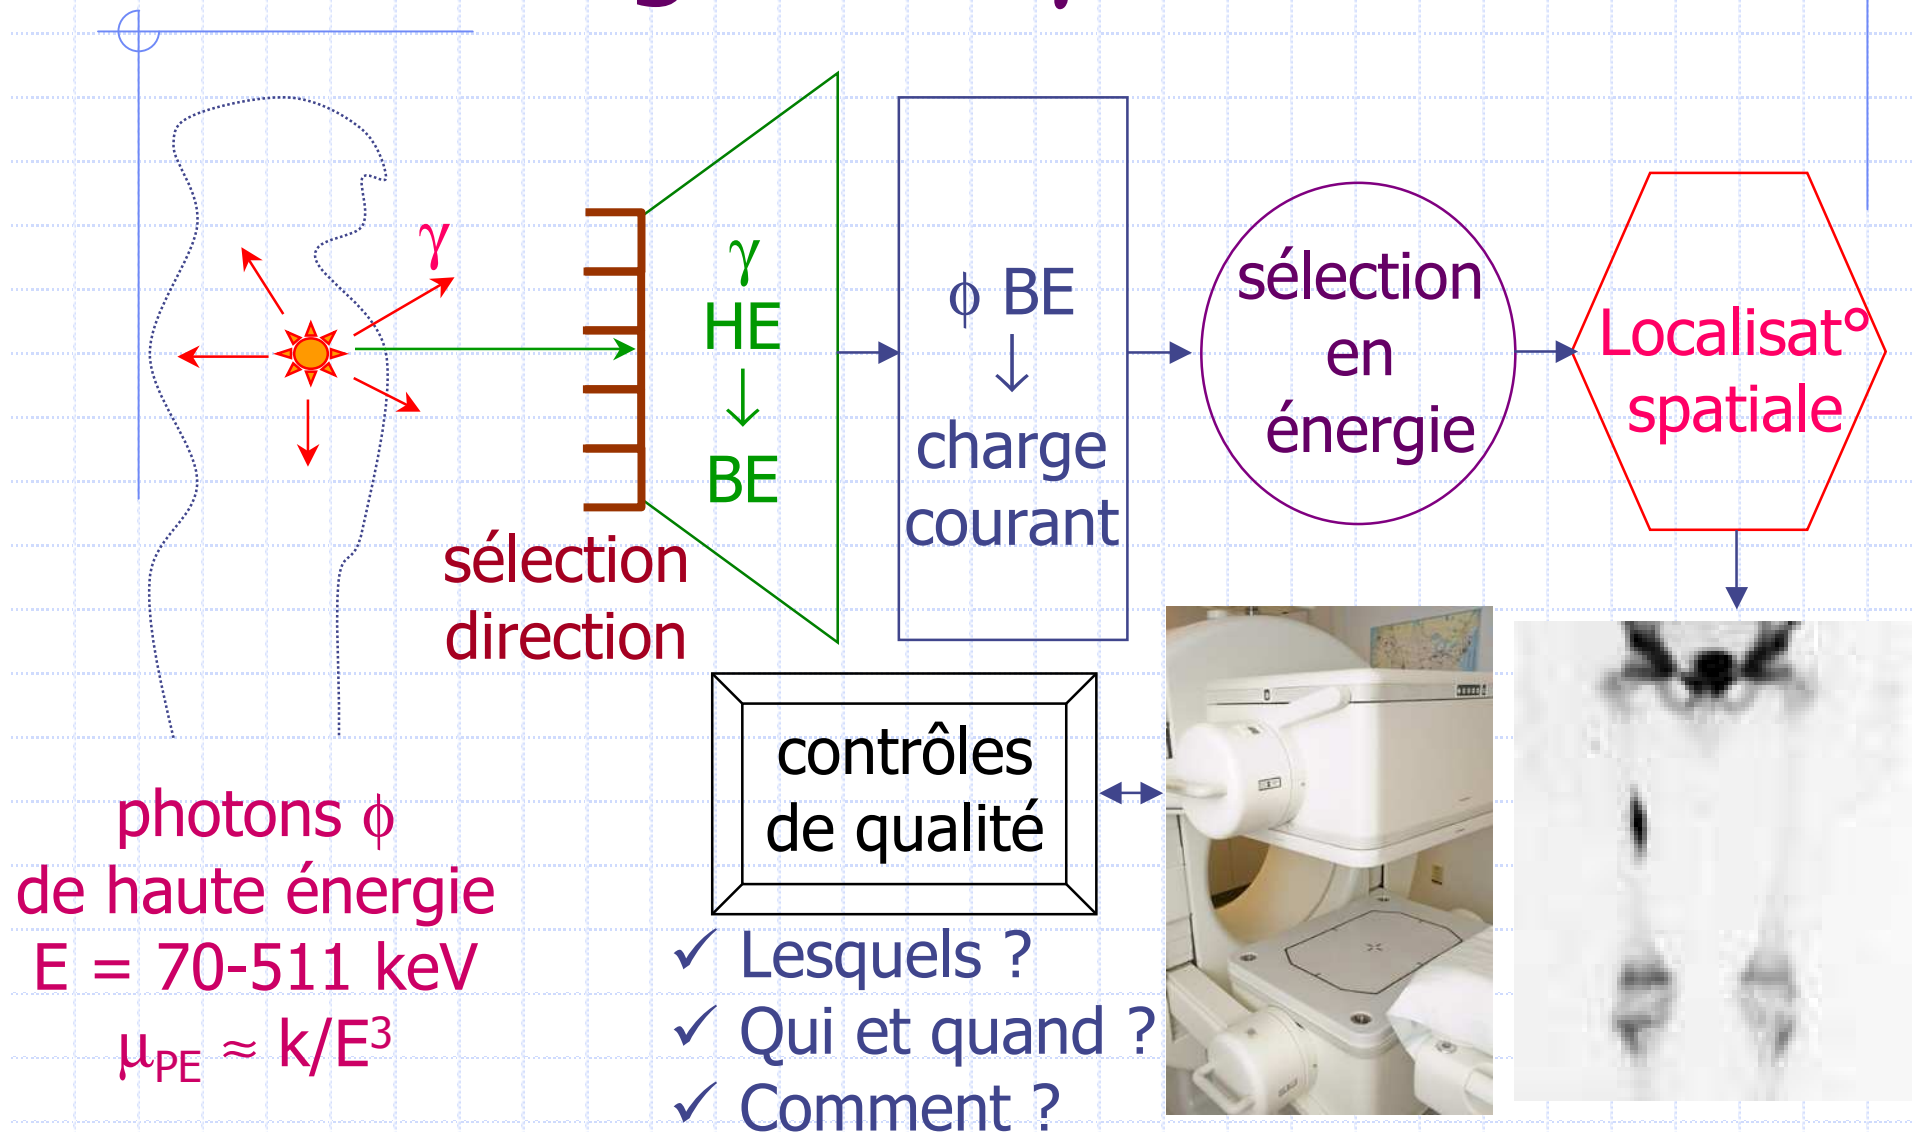 γ
γ
HE
↓
BE
ϕ BE
↓
charge
courant
sélection
en
énergie
Localisat°
spatiale
sélection
direction
contrôles
de qualité
photons ϕ
de haute énergie
E = 70-511 keV
μPE ≈ k/E³
✓ Lesquels ?
✓ Qui et quand ?
✓ Comment ?